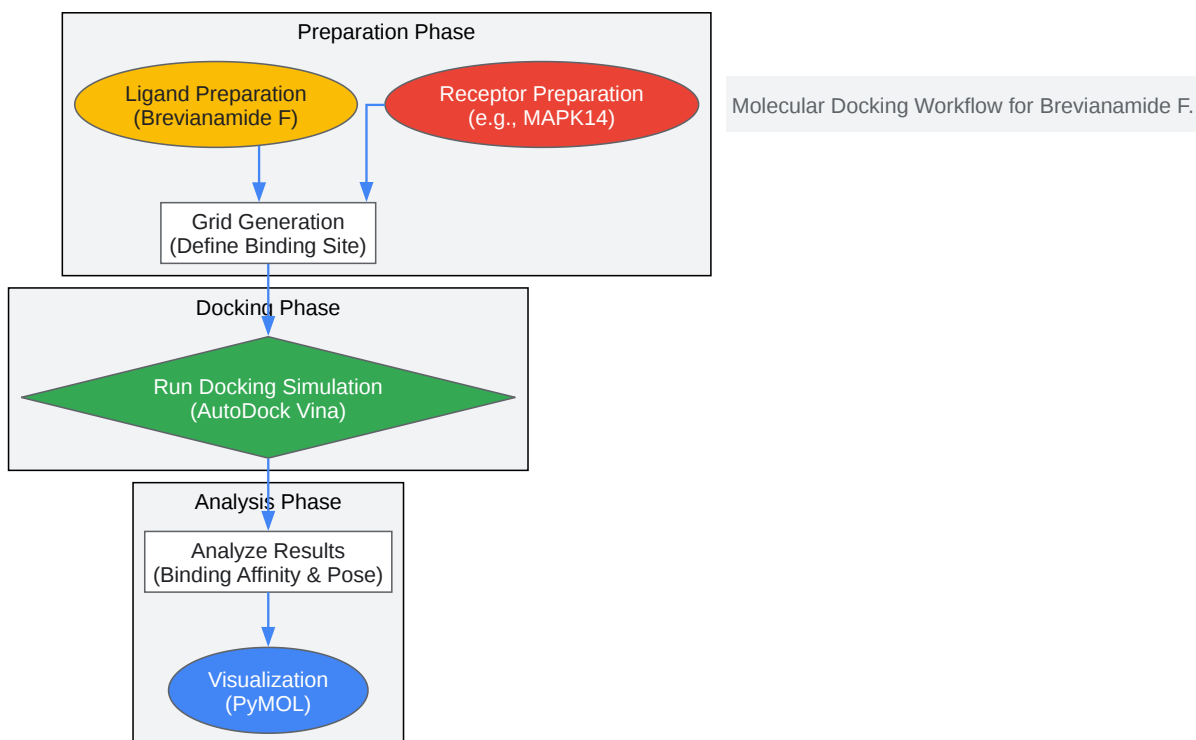 Preparation Phase
Ligand Preparation
(Brevianamide F)
Receptor Preparation
(e.g., MAPK14)
Molecular Docking Workflow for Brevianamide F.
Grid Generation
(Define Binding Site)
Docking Phase
Run Docking Simulation
(AutoDock Vina)
Analysis Phase
Analyze Results
(Binding Affinity & Pose)
Visualization
(PyMOL)